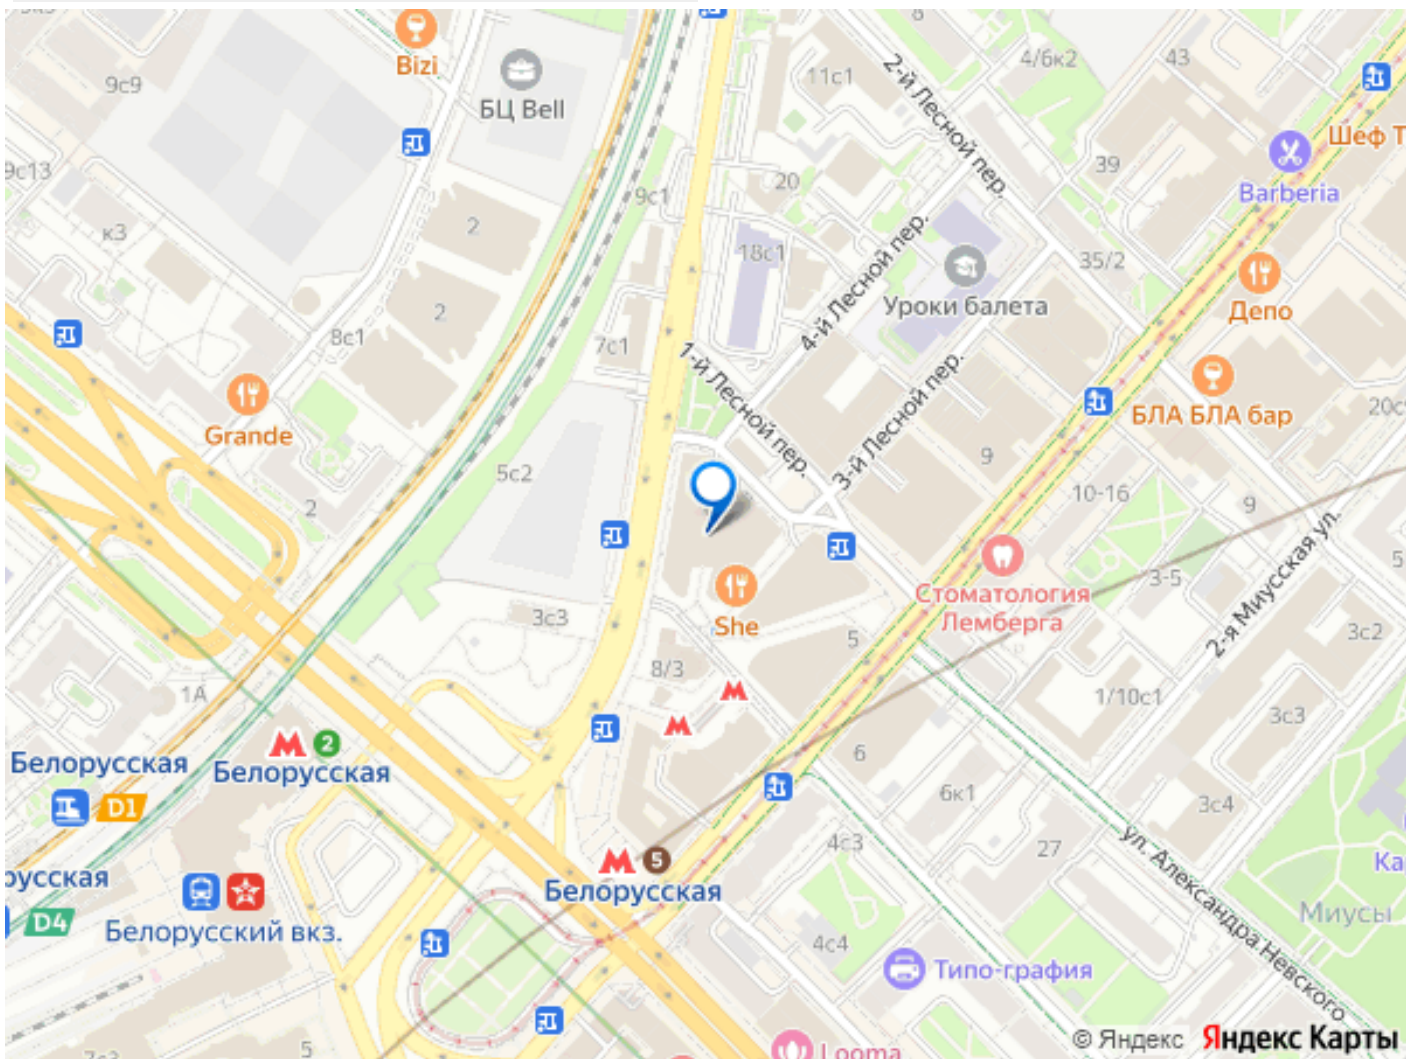 8
4/6к2
43
Bizi
11с1
9с9
БЦ Bell
2-й Лесной пер.
Шеф Т
39
9с13
20
9с1
Barberia
к3
2
18с1
4-й Лесной пер.
35/2
Уроки балета
Депо
2
8с1
7с1
1-й Лесной пер.
3-й Лесной пер.
БЛА БЛА бар
Grande
9
5с2
10-16
9
2
2-я Миусская ул.
5
3-5
Стоматология
Лемберга
3с3
She
5
3с2
8/3
1А
1/10с1
3с3
Белорусская
2
Белорусская
6
D1
6к1
3с4
4с3
27
ул. Александра Невского
5
Белорусская
Ка
русская
D4
Белорусский вкз.
4с4
Миусы
Типо-графия
5
Looma
© Яндекс Яндекс Карты